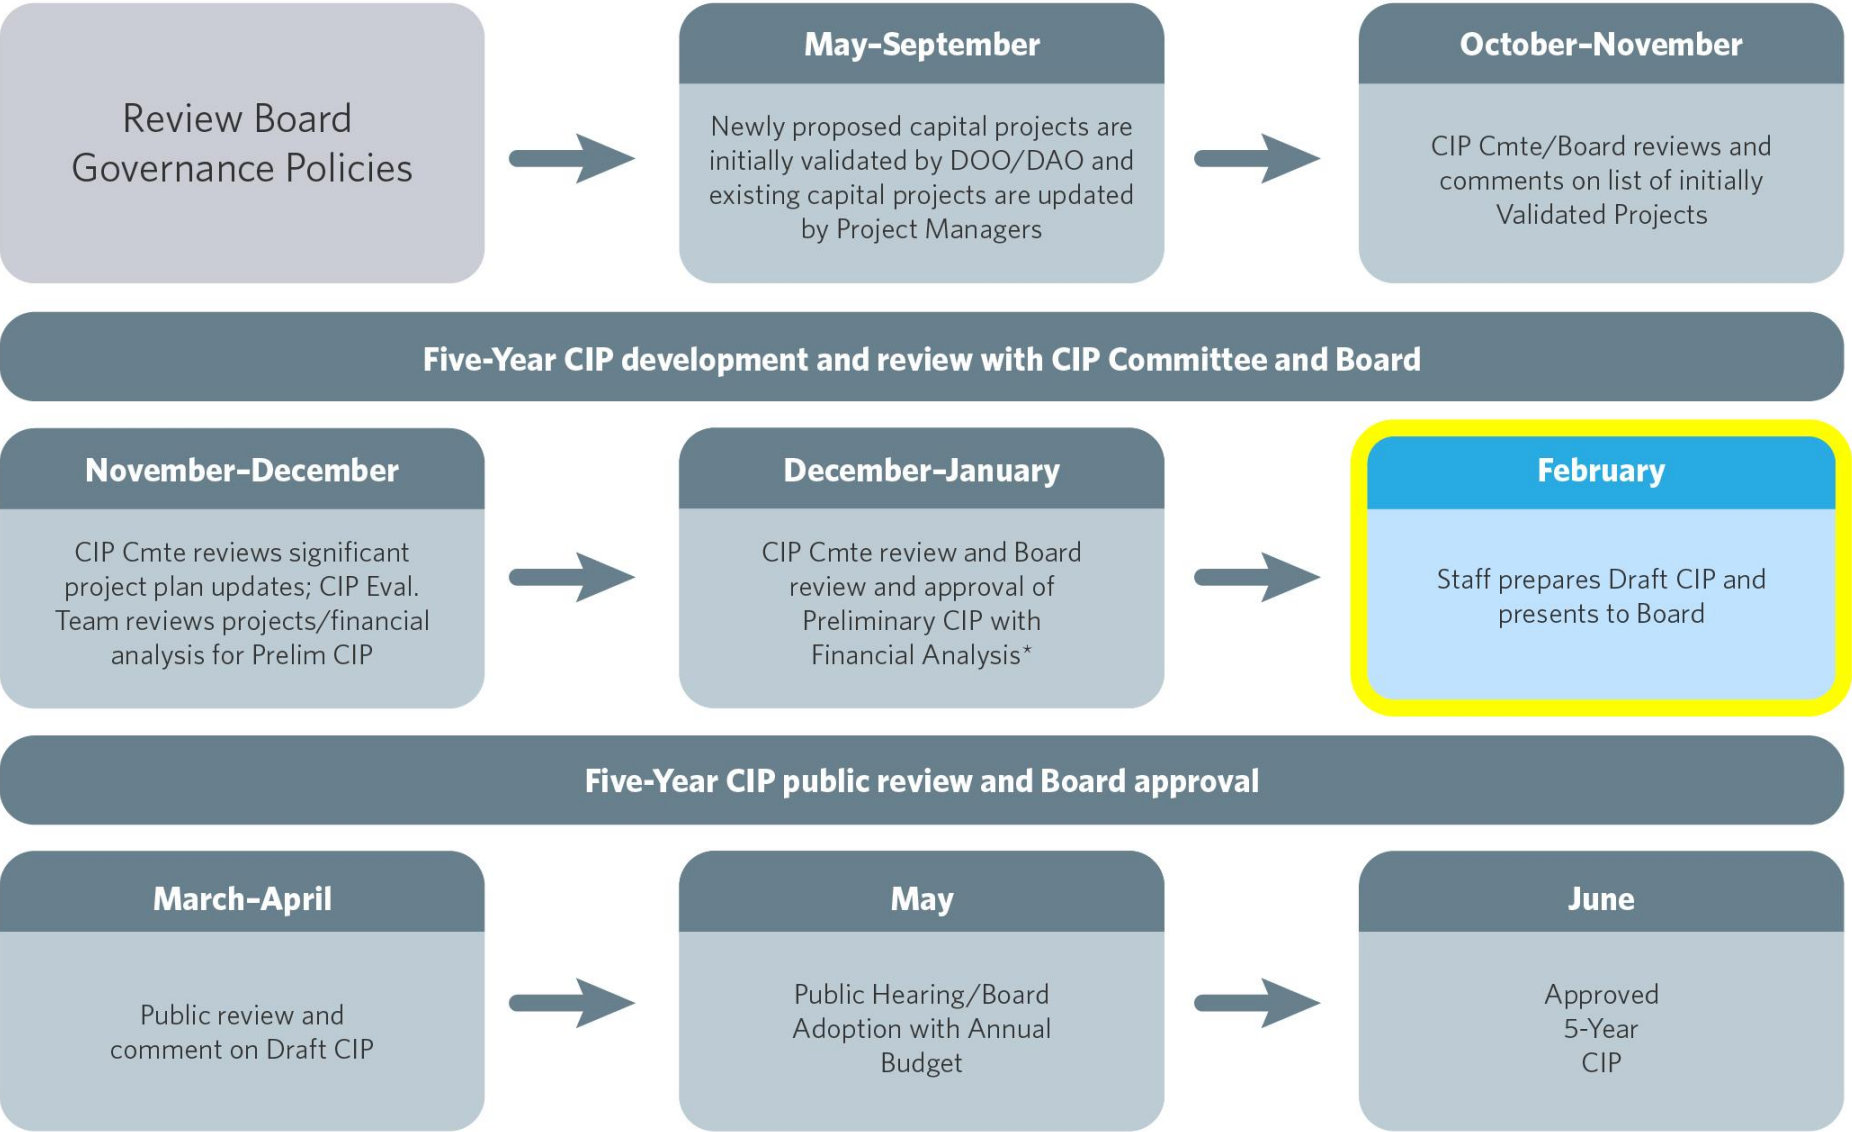 Review Board
Governance Policies
May–September
Newly proposed capital projects are
initially validated by DOO/DAO and
existing capital projects are updated
by Project Managers
October–November
CIP Cmte/Board reviews and
comments on list of initially
Validated Projects
Five-Year CIP development and review with CIP Committee and Board
November–December
CIP Cmte reviews significant
project plan updates; CIP Eval.
Team reviews projects/financial
analysis for Prelim CIP
December–January
CIP Cmte review and Board
review and approval of
Preliminary CIP with
Financial Analysis*
February
Staff prepares Draft CIP and
presents to Board
Five-Year CIP public review and Board approval
March–April
Public review and
comment on Draft CIP
May
Public Hearing/Board
Adoption with Annual
Budget
June
Approved
5-Year
CIP